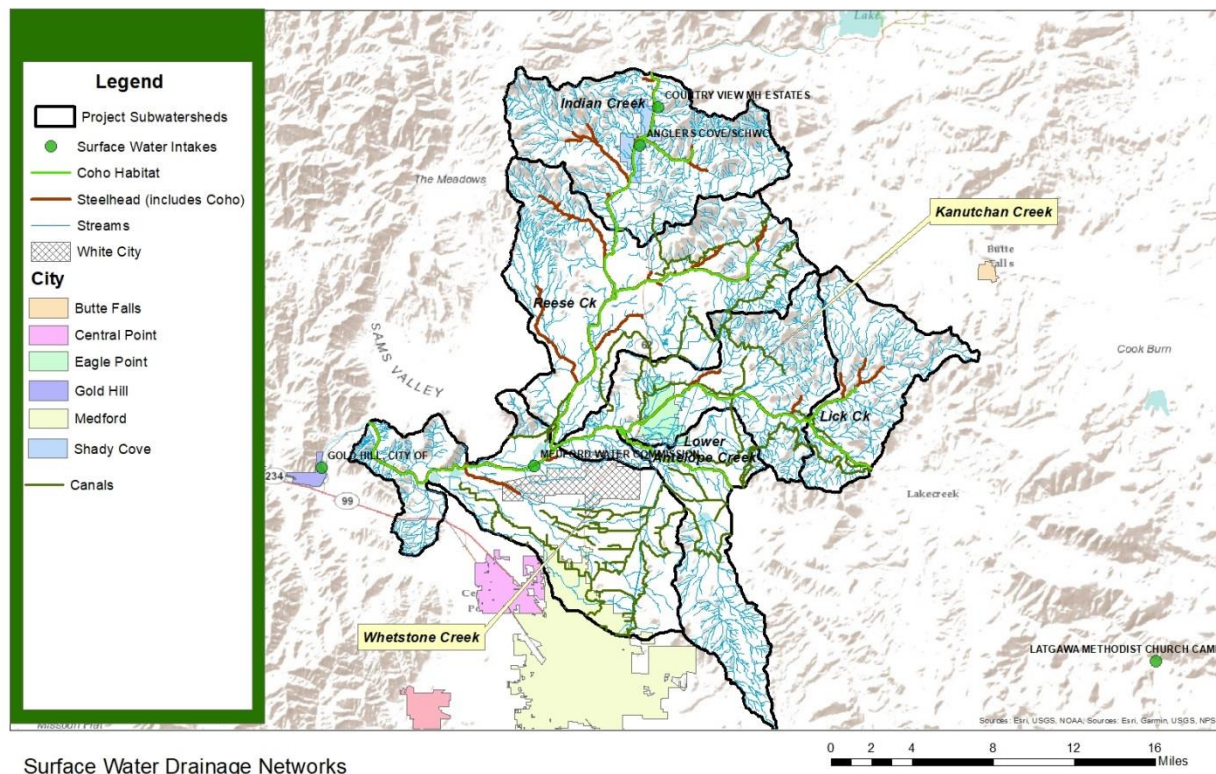 Legend
Project Subwatersheds
Surface Water Intakes
Coho Habitat
Steelhead (includes Coho)
Streams
White City
City
Butte Falls
Central Point
Eagle Point
Gold Hill
Medford
Shady Cove
Canals
Lake
Indian Creek
COUNTRY VIEW MH ESTATES
ANGLERS COVE/SCHWC
The Meadows
Kanutchan Creek
Butte
Falls
Reese Ck
SAMS VALLEY
Cook Burn
Lick Ck
Lower
Antelope Creek
GOLD HILL, CITY OF
MEDFORD WATER COMMISSION
234
99
Lakecreek
Whetstone Creek
LATGAWA METHODIST CHURCH CAM
Sources: Esri, USGS, NOAA, Sources: Esri, Garmin, USGS, NPS
Surface Water Drainage Networks
0 2 4 8 12 16
Miles